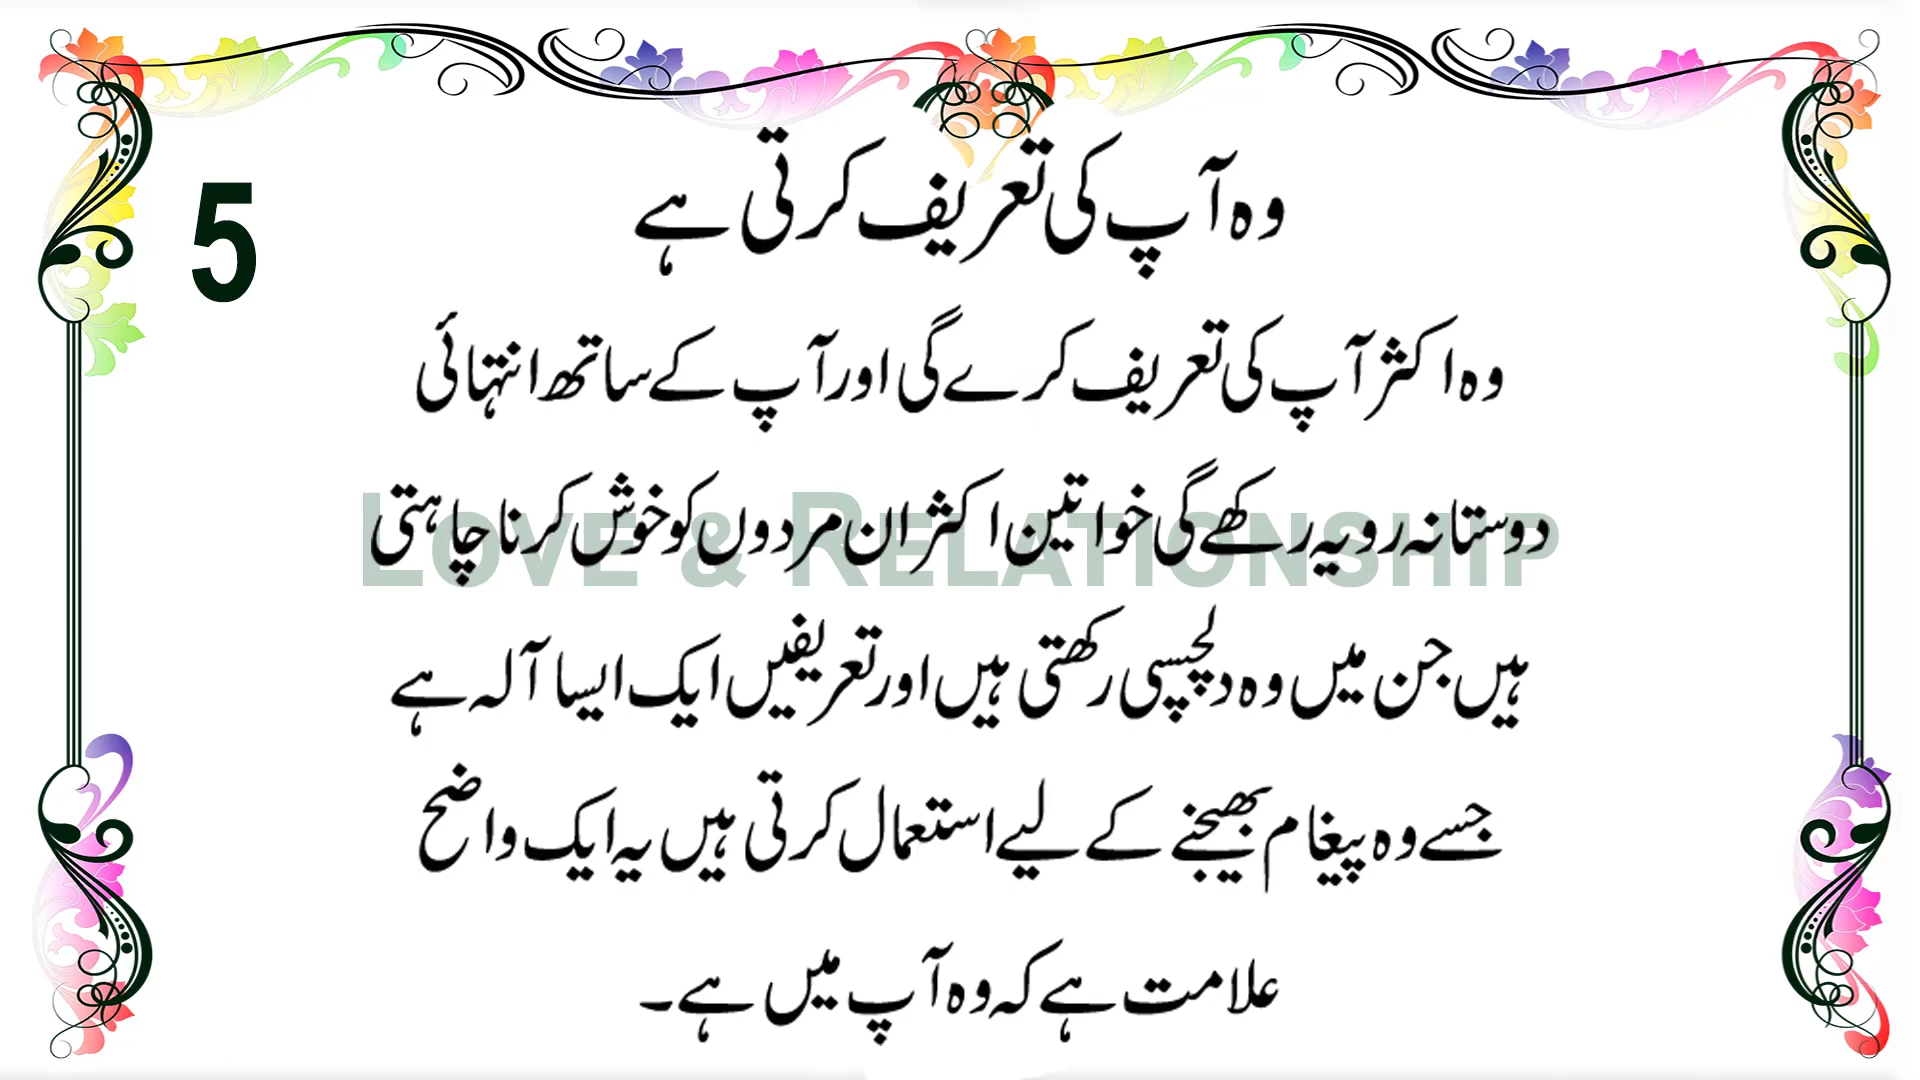 5
وہ آپ کی تعریف کرتی ہے
وہ اکثر آپ کی تعریف کرے گی اور آپ کے ساتھ انتہائی
دوستانہ رویہ رکھے گی خواتین اکثر ان مردوں کو خوش کرنا چاہتی
LOVE & RELATIONSHIP
ہیں جن میں وہ دلچسپی رکھتی ہیں اور تعریفیں ایک ایسا آلہ ہے
جسے وہ پیغام بھیجنے کے لیے استعمال کرتی ہیں یہ ایک واضح
علامت ہے کہ وہ آپ میں ہے۔